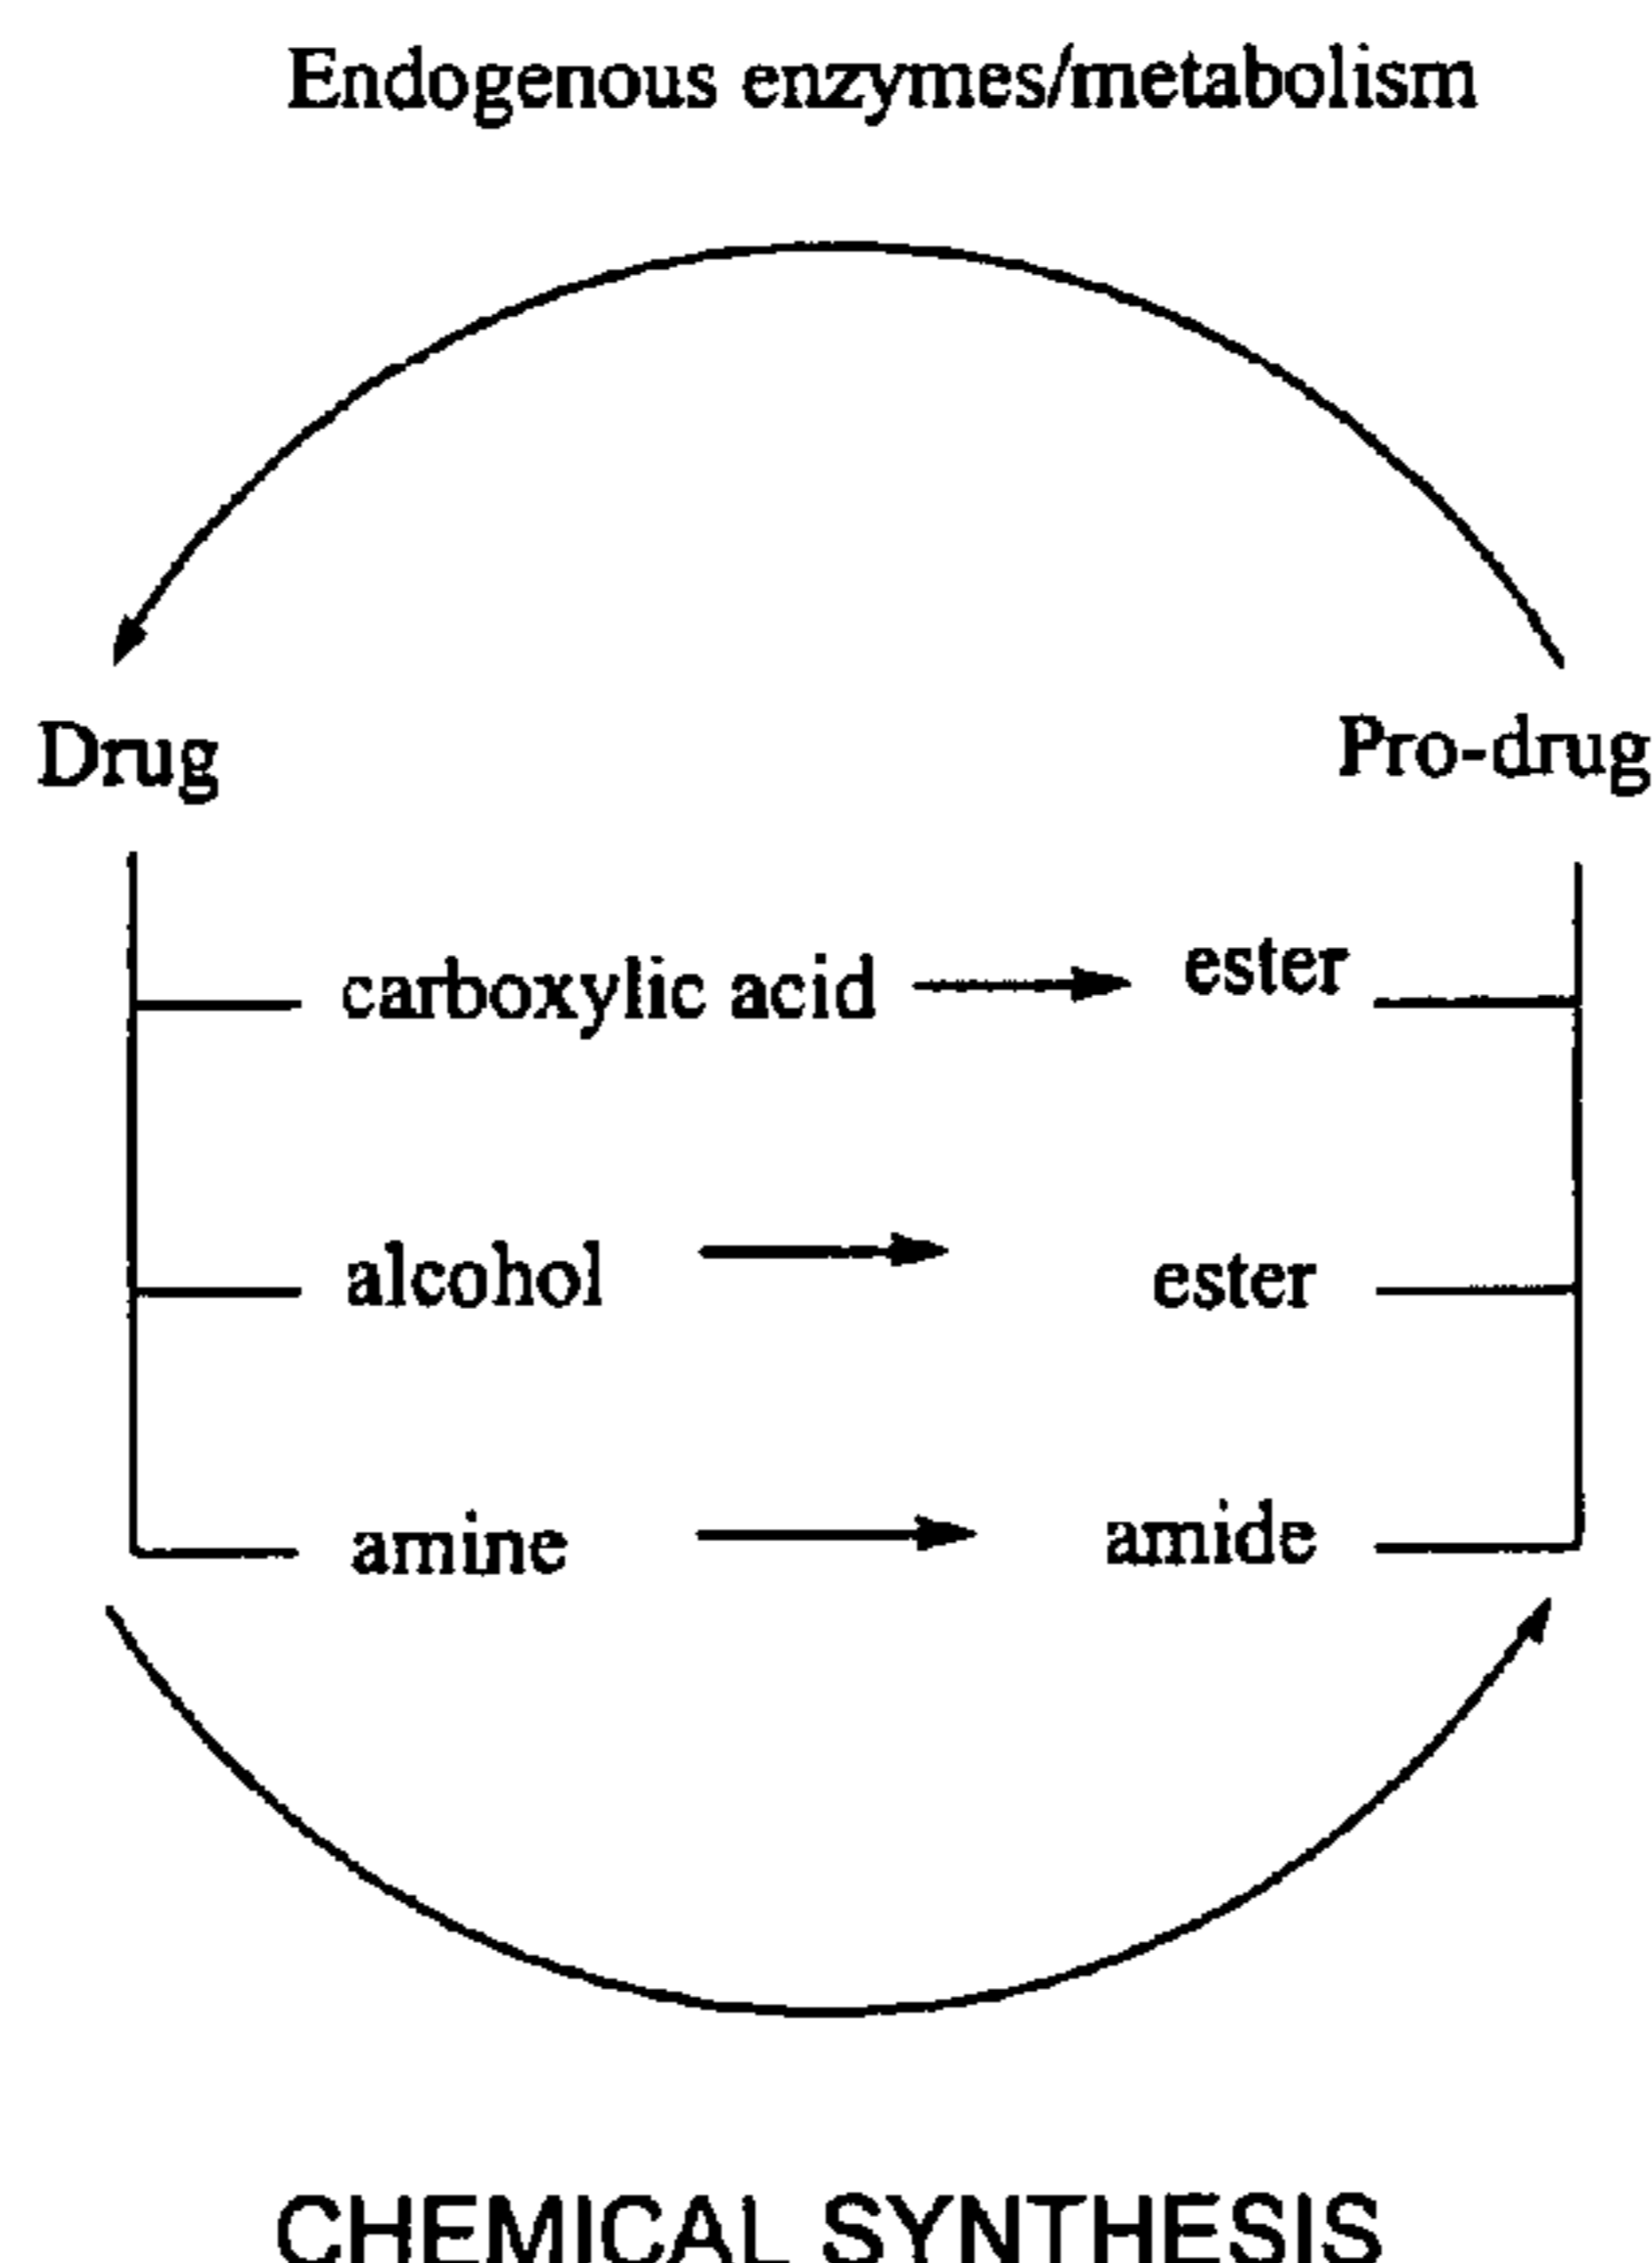 Endogenous enzymes/metabolism
Drug
Pro-drug
carboxylic acid
ester
alcohol
ester
amine
amide
CHEMICAL SYNTHESIS